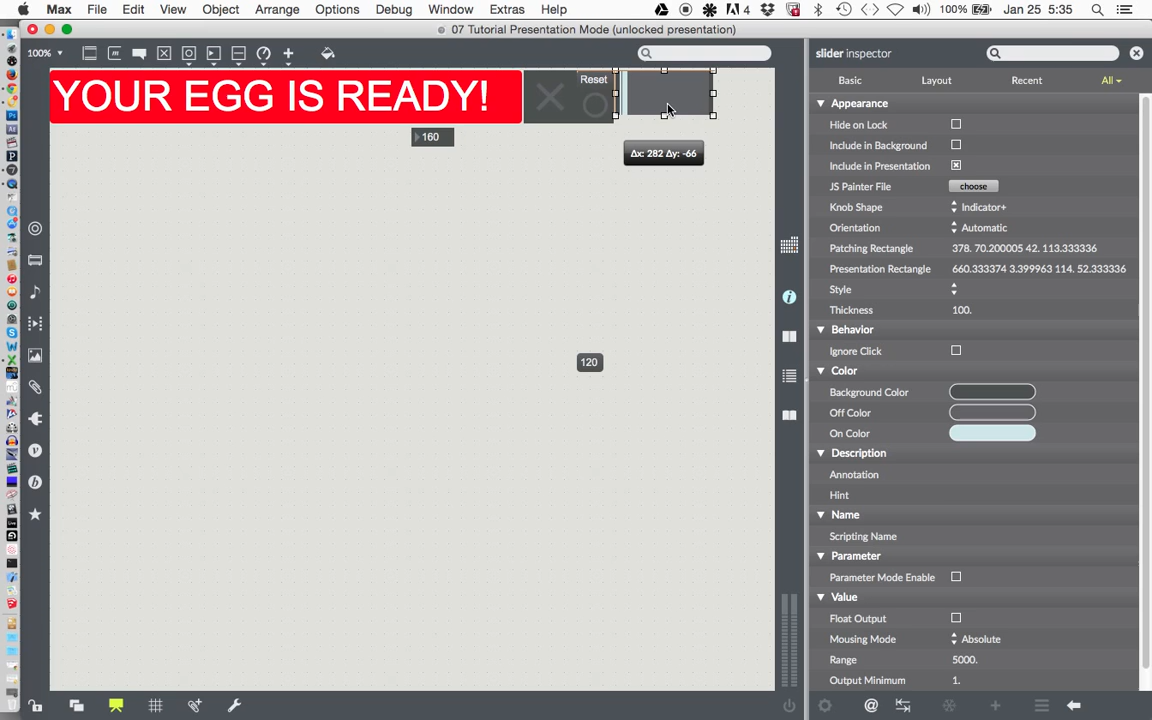 Max File Edit View Object Arrange Options Debug Window Extras Help 4 100% Jan 25 5:35
07 Tutorial Presentation Mode (unlocked presentation)
100%
slider inspector
Basic Layout Recent All
YOUR EGG IS READY!
Reset
160
Δx: 282 Δy: -66
120
Appearance
Hide on Lock
Include in Background
Include in Presentation
JS Painter File choose
Knob Shape Indicator+
Orientation Automatic
Patching Rectangle 378. 70.200005 42. 113.333336
Presentation Rectangle 660.333374 3.399963 114. 52.333336
Style
Thickness 100.
Behavior
Ignore Click
Color
Background Color
Off Color
On Color
Description
Annotation
Hint
Name
Scripting Name
Parameter
Parameter Mode Enable
Value
Float Output
Mousing Mode Absolute
Range 5000.
Output Minimum 1.